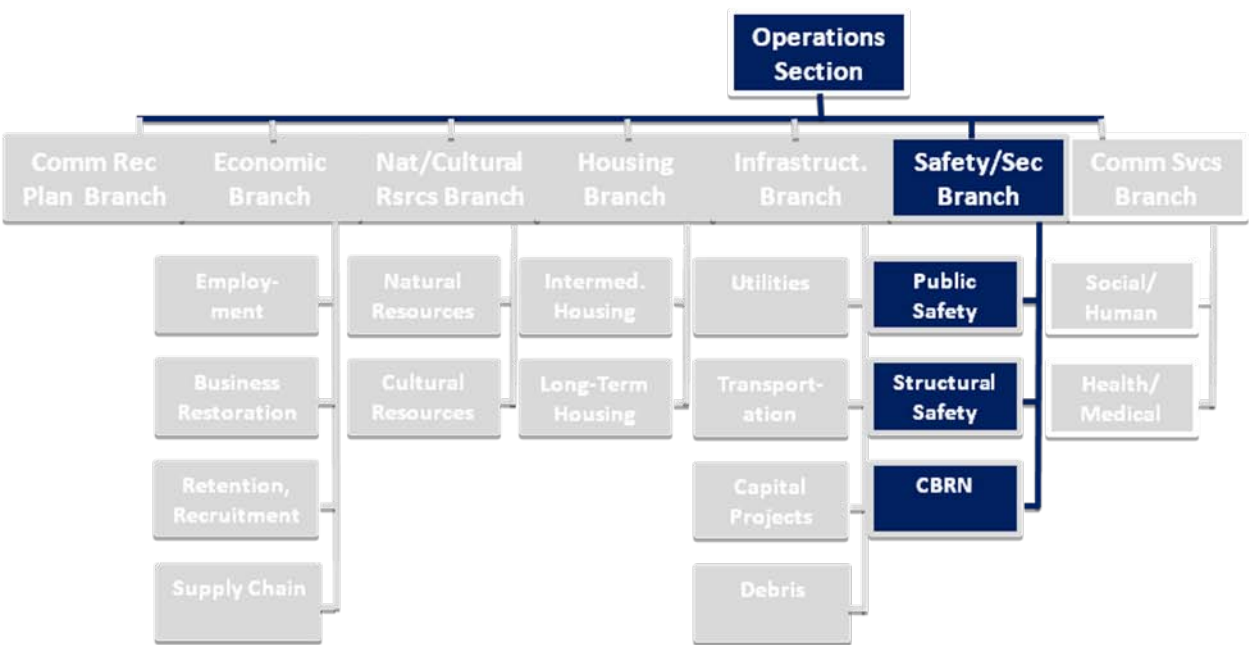 Operations
Section
Comm Rec
Plan Branch
Economic
Branch
Nat/Cultural
Rsrcs Branch
Housing
Branch
Infrastruct.
Branch
Safety/Sec
Branch
Comm Svcs
Branch
Employ-
ment
Natural
Resources
Intermed.
Housing
Utilities
Public
Safety
Social/
Human
Business
Restoration
Cultural
Resources
Long-Term
Housing
Transport-
ation
Structural
Safety
Health/
Medical
Retention,
Recruitment
Capital
Projects
CBRN
Supply Chain
Debris